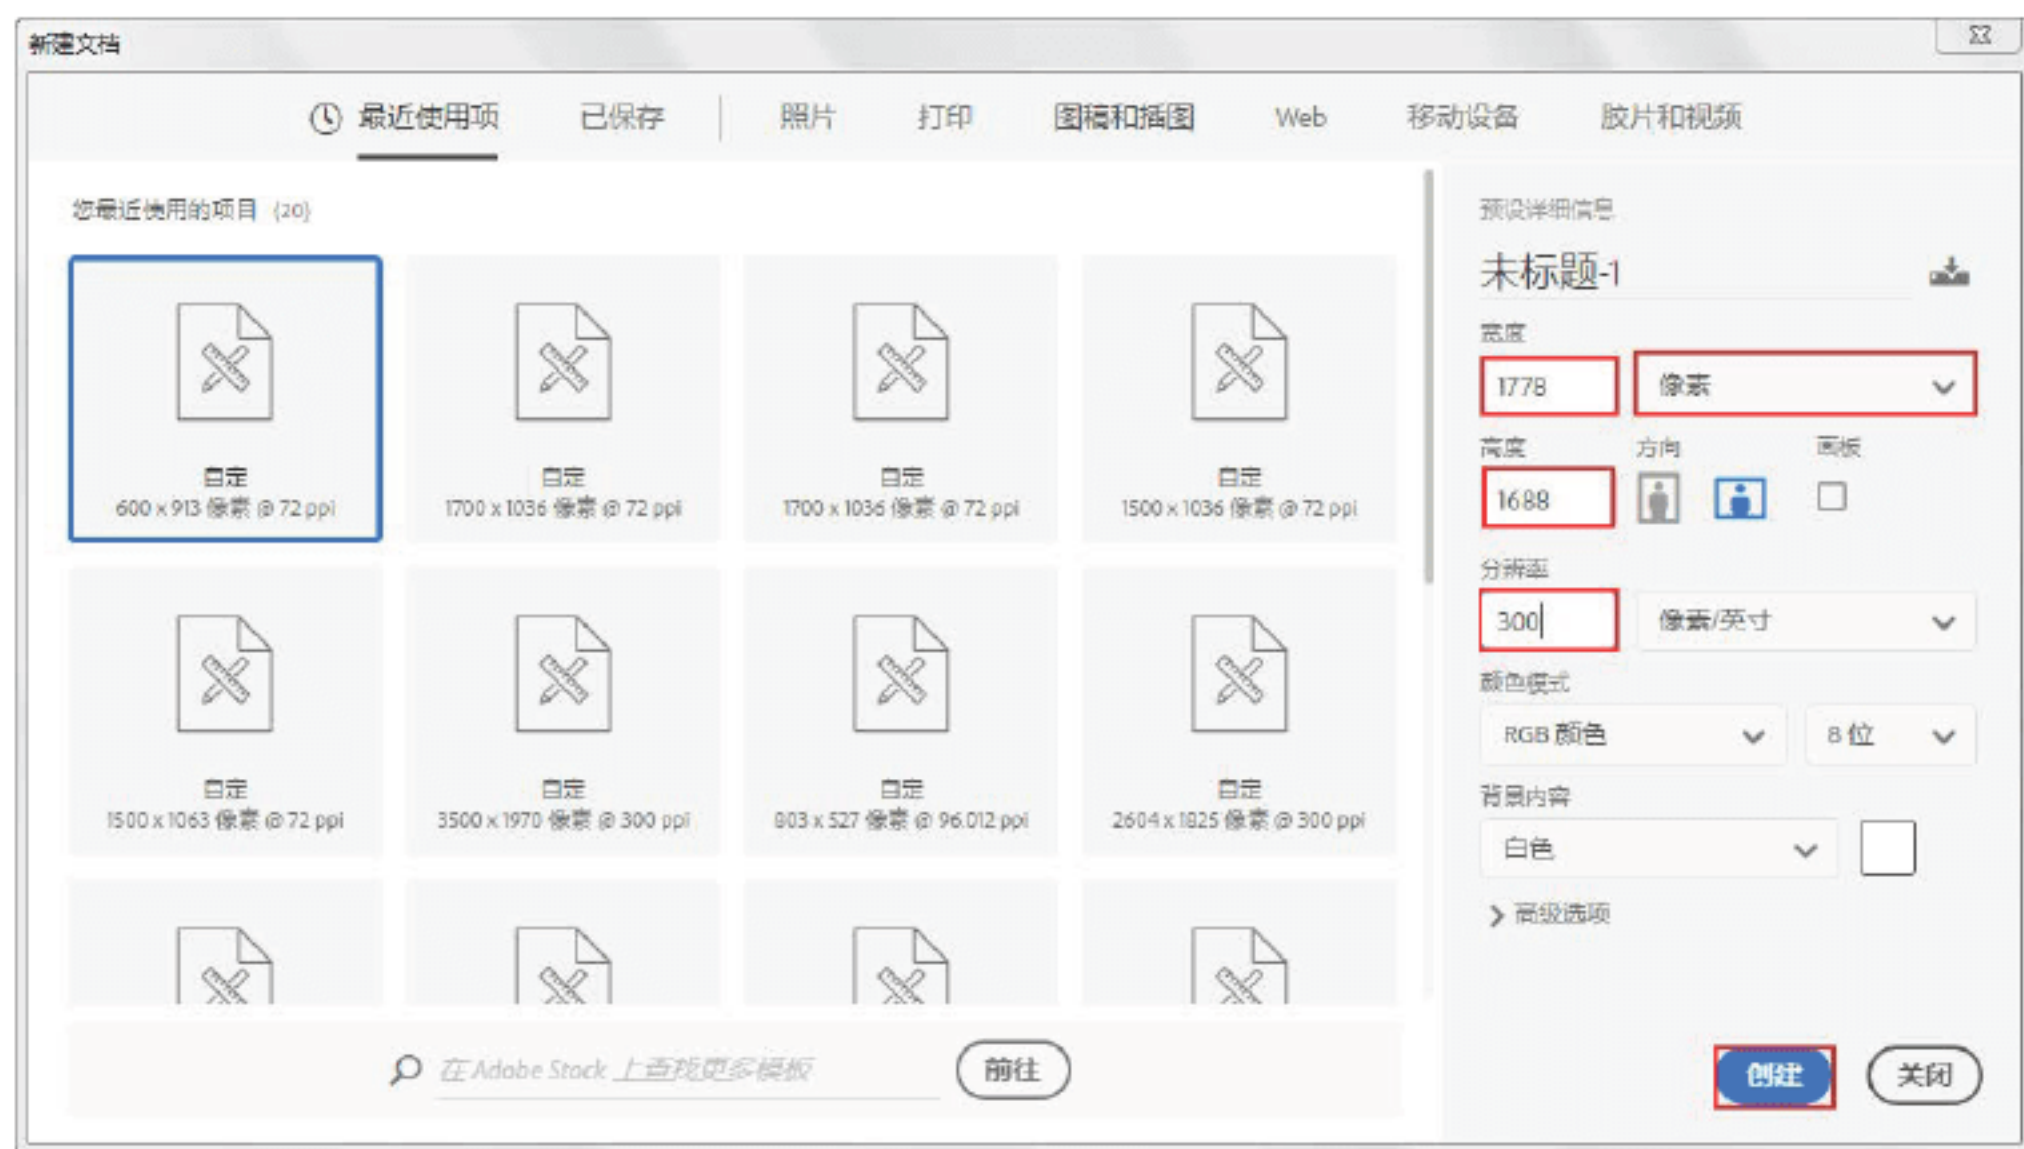 新建文档
最近使用项 已保存 照片 打印 图稿和插图 Web 移动设备 胶片和视频
您最近使用的项目 (20)
自定
600 x 913 像素 @ 72 ppi
自定
1700 x 1036 像素 @ 72 ppi
自定
1700 x 1036 像素 @ 72 ppi
自定
1500 x 1036 像素 @ 72 ppi
自定
1500 x 1063 像素 @ 72 ppi
自定
3500 x 1970 像素 @ 300 ppi
自定
803 x 527 像素 @ 96.012 ppi
自定
2604 x 1825 像素 @ 300 ppi
在 Adobe Stock 上查找更多模板
前往
预设详细信息
未标题-1
宽度
1778 像素
高度 方向 画板
1688
分辨率
300 像素/英寸
颜色模式
RGB 颜色 8 位
背景内容
白色
高级选项
创建 关闭